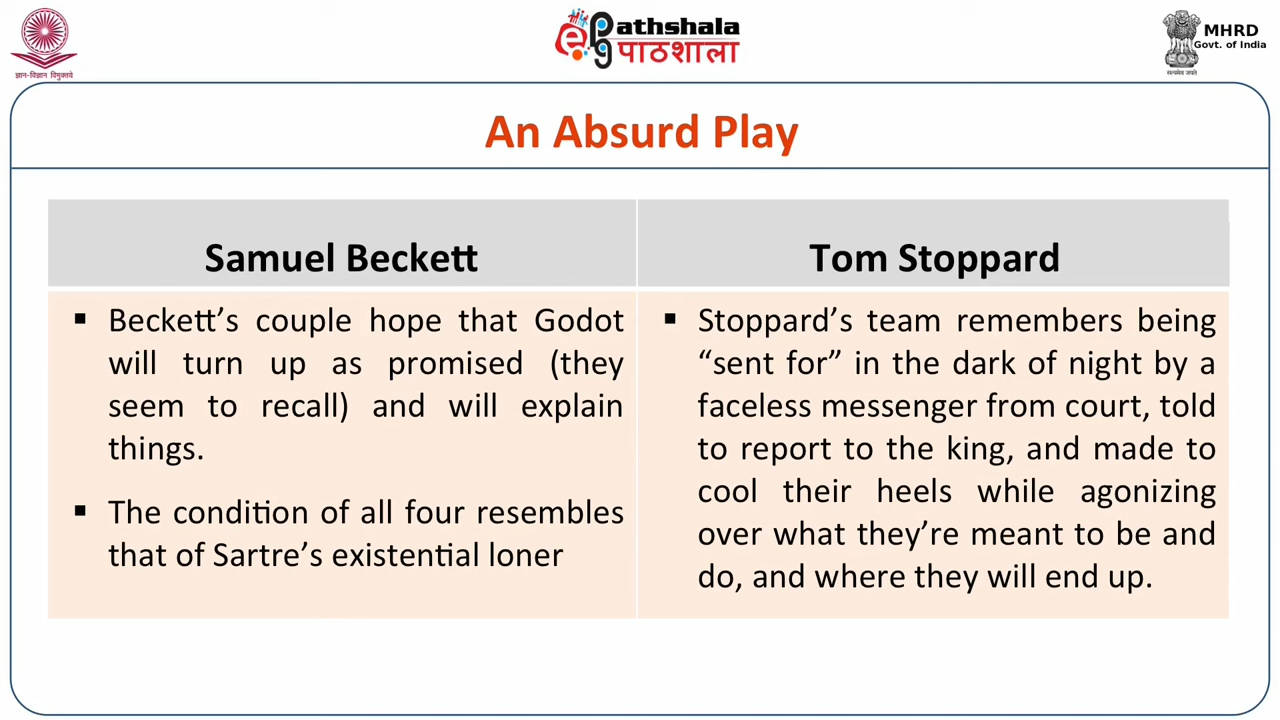 ज्ञान-विज्ञान विमुक्तये
ePG Pathshala
पाठशाला
MHRD
Govt. of India
सत्यमेव जयते
An Absurd Play
Samuel Beckett
▪ Beckett’s couple hope that Godot
will turn up as promised (they
seem to recall) and will explain
things.
▪ The condition of all four resembles
that of Sartre’s existential loner
Tom Stoppard
▪ Stoppard’s team remembers being
“sent for” in the dark of night by a
faceless messenger from court, told
to report to the king, and made to
cool their heels while agonizing
over what they’re meant to be and
do, and where they will end up.